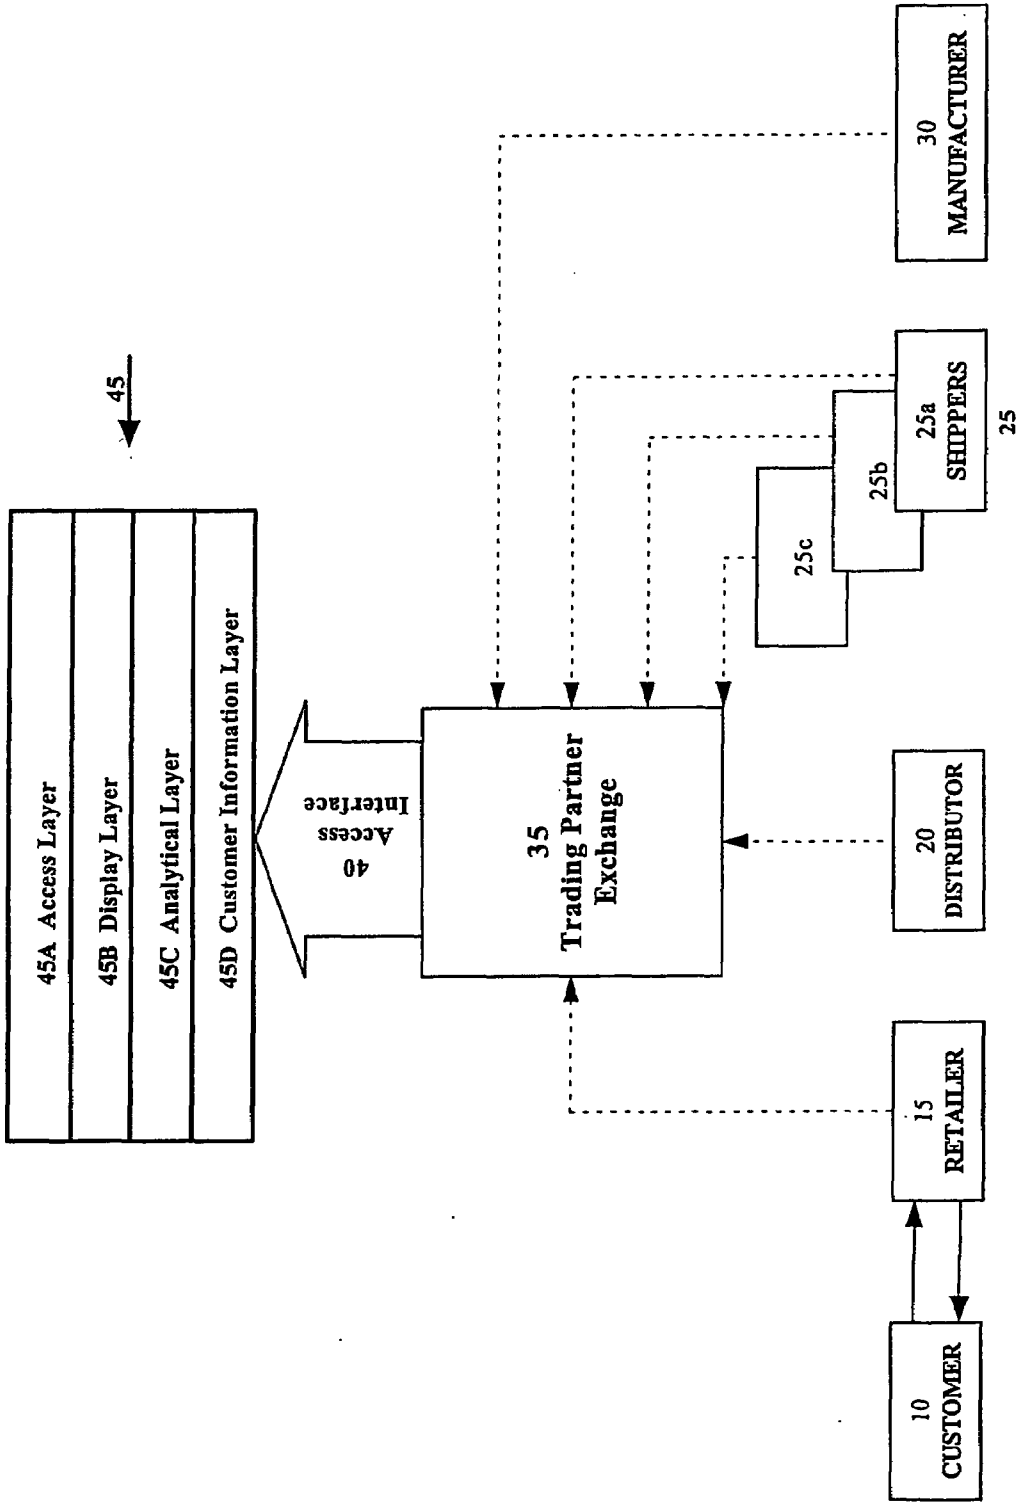 45
45A Access Layer
45B Display Layer
45C Analytical Layer
45D Customer Information Layer
40
Access
Interface
35
Trading Partner
Exchange
10
CUSTOMER
15
RETAILER
20
DISTRIBUTOR
25c
25b
25a
SHIPPERS
25
30
MANUFACTURER